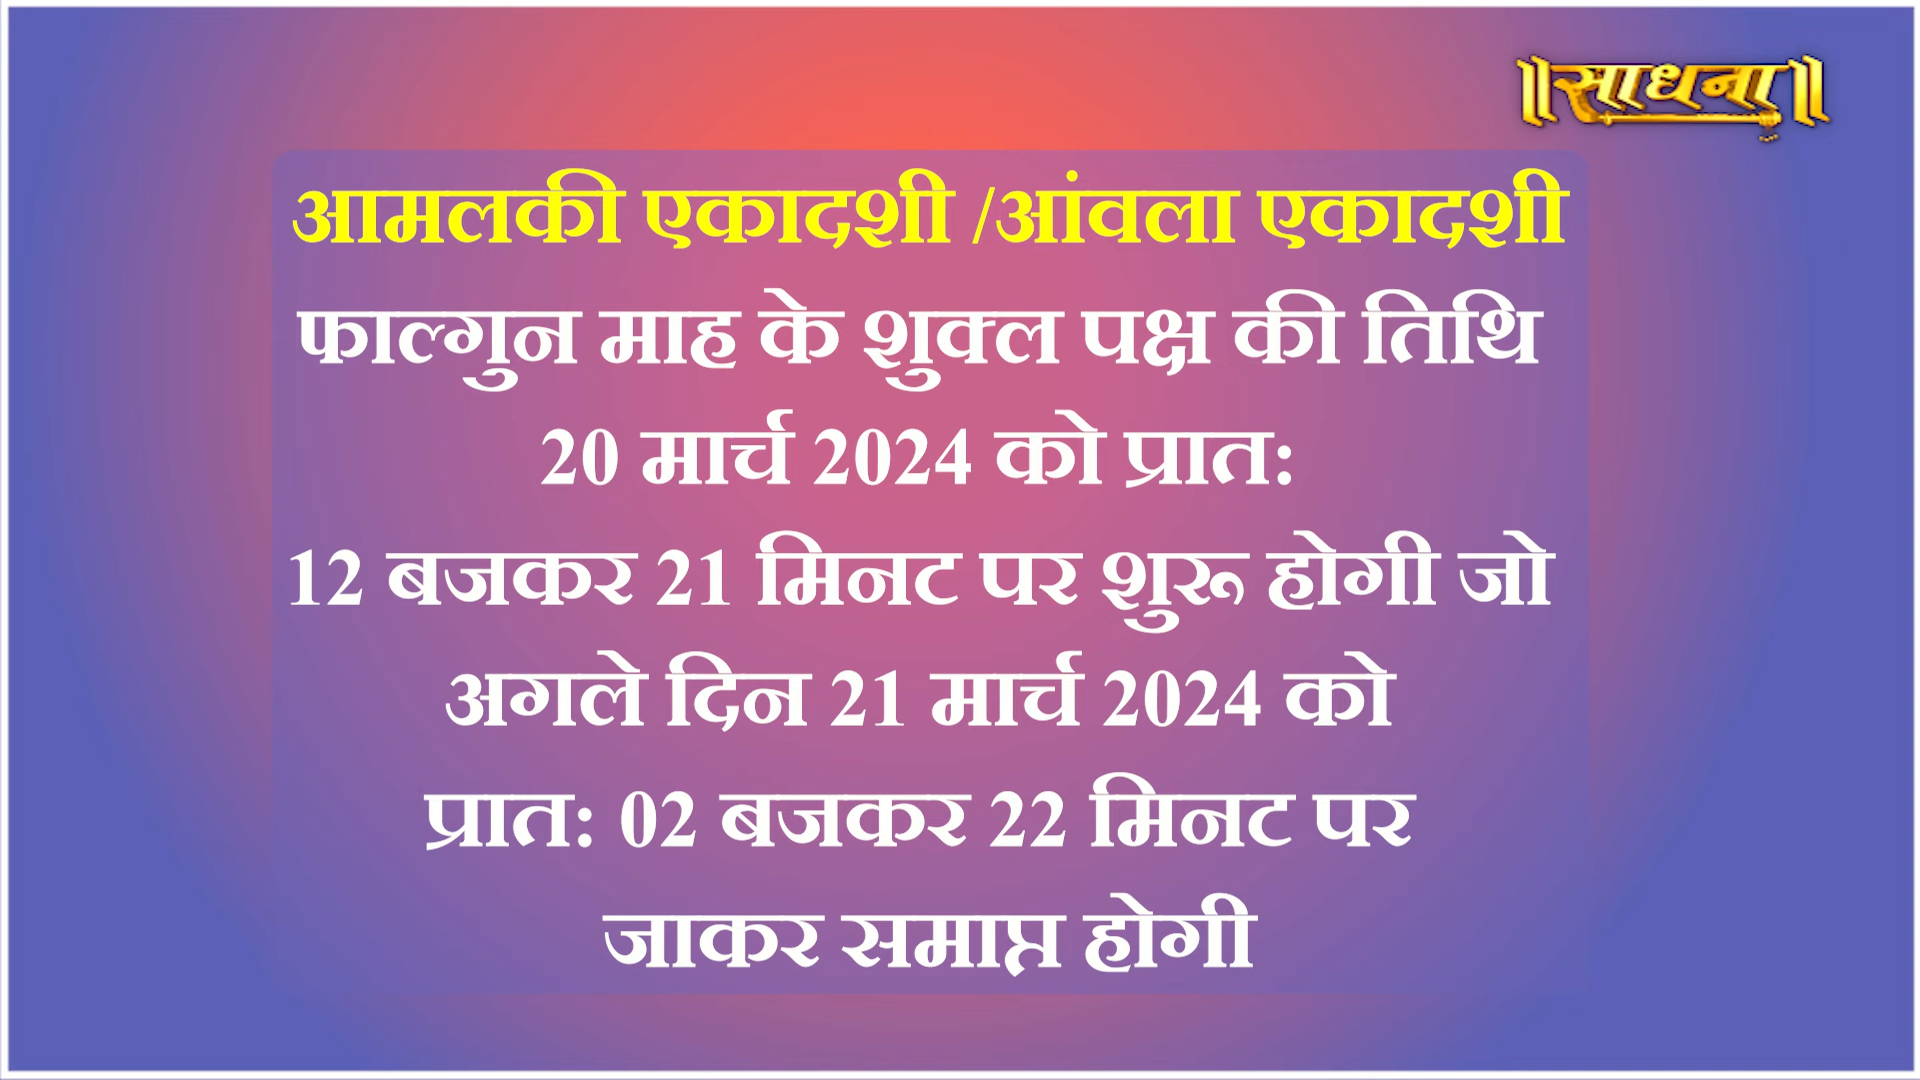 ॥साधना॥
आमलकी एकादशी /आंवला एकादशी
फाल्गुन माह के शुक्ल पक्ष की तिथि
20 मार्च 2024 को प्रात:
12 बजकर 21 मिनट पर शुरू होगी जो
अगले दिन 21 मार्च 2024 को
प्रात: 02 बजकर 22 मिनट पर
जाकर समाप्त होगी